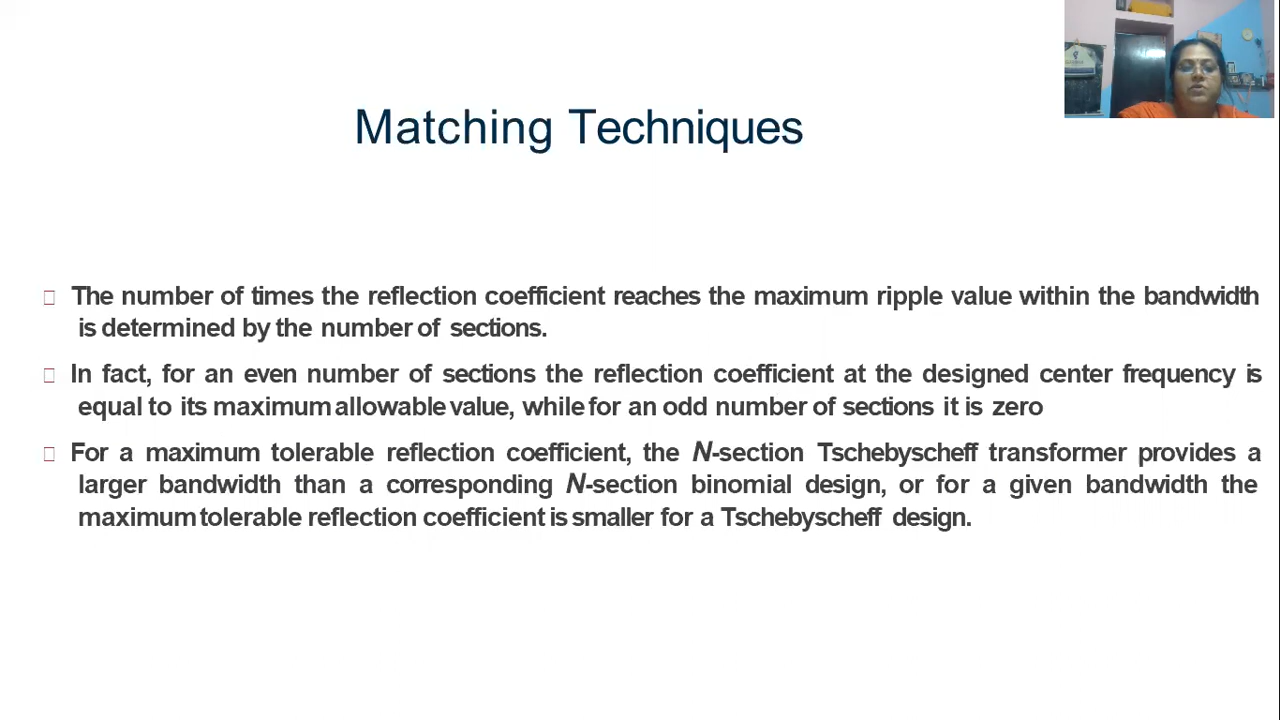 Matching Techniques
The number of times the reflection coefficient reaches the maximum ripple value within the bandwidth
is determined by the number of sections.
In fact, for an even number of sections the reflection coefficient at the designed center frequency is
equal to its maximum allowable value, while for an odd number of sections it is zero
For a maximum tolerable reflection coefficient, the N-section Tschebyscheff transformer provides a
larger bandwidth than a corresponding N-section binomial design, or for a given bandwidth the
maximum tolerable reflection coefficient is smaller for a Tschebyscheff design.